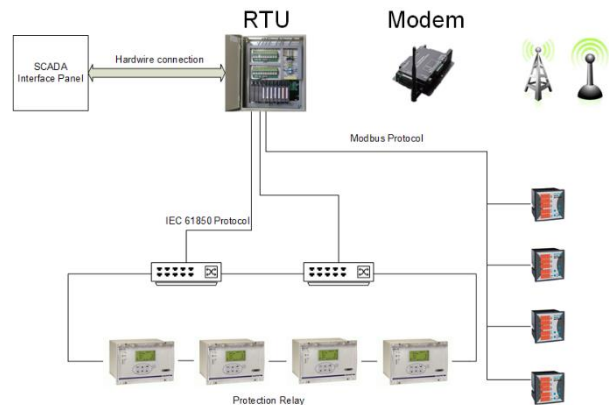 RTU
Modem
SCADA
Interface Panel
Hardwire connection
Modbus Protocol
IEC 61850 Protocol
Protection Relay